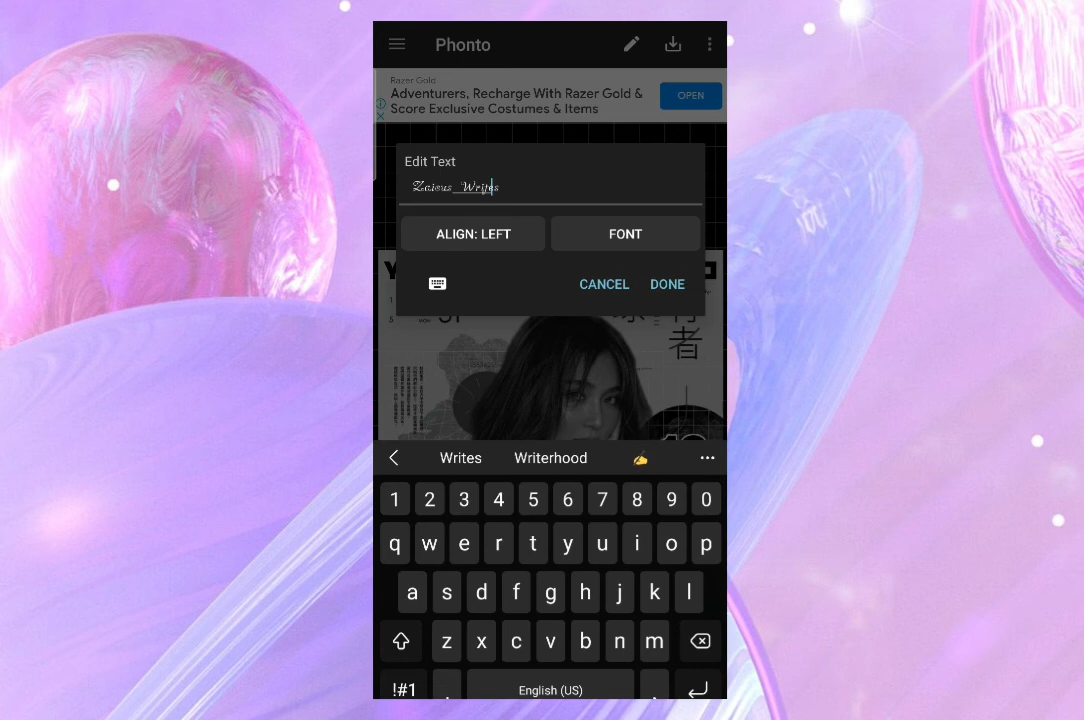 Phonto
Razer Gold
Adventurers, Recharge With Razer Gold &
Score Exclusive Costumes & Items
OPEN
Edit Text
Zaious_Writes
ALIGN: LEFT
FONT
CANCEL
DONE
者
Writes
Writerhood
✍
1 2 3 4 5 6 7 8 9 0
q w e r t y u i o p
a s d f g h j k l
z x c v b n m
!#1
,
English (US)
.